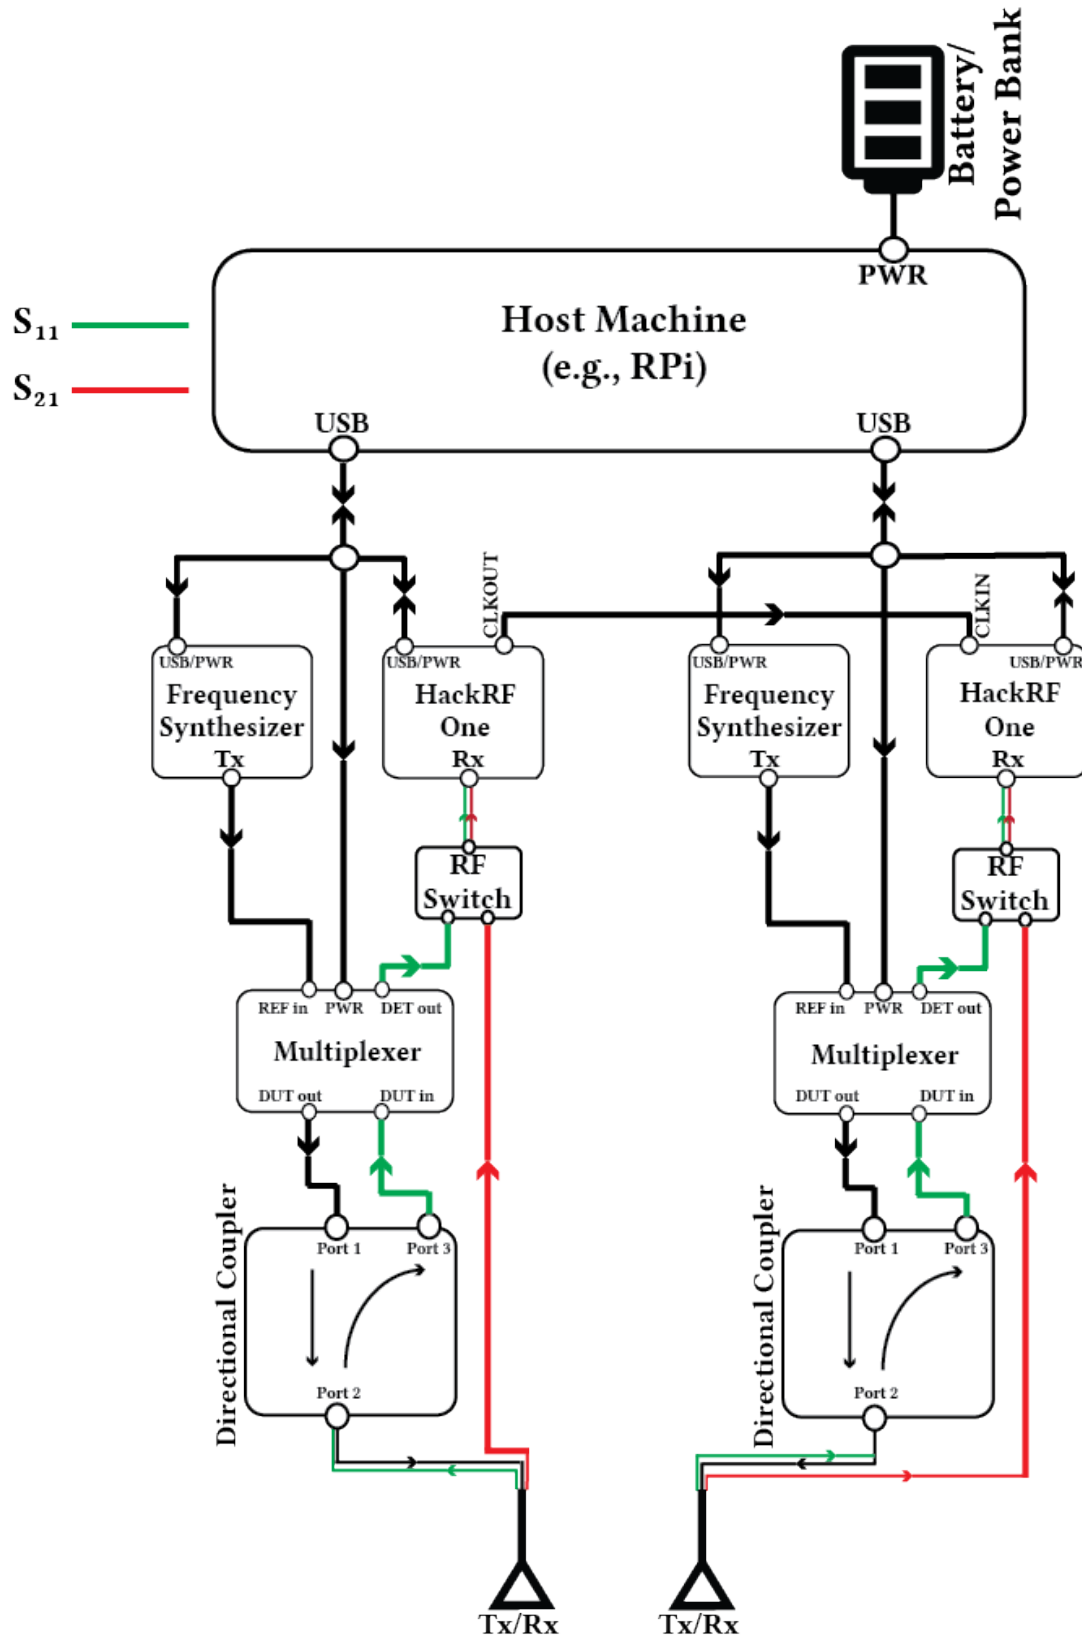 Battery/
Power Bank
PWR
Host Machine
(e.g., RPi)
S₁₁
S₂₁
USB
USB
CLKOUT
CLKIN
USB/PWR
Frequency
Synthesizer
Tx
USB/PWR
HackRF
One
Rx
USB/PWR
Frequency
Synthesizer
Tx
USB/PWR
HackRF
One
Rx
RF
Switch
RF
Switch
REF in
PWR
DET out
Multiplexer
DUT out
DUT in
REF in
PWR
DET out
Multiplexer
DUT out
DUT in
Directional Coupler
Port 1
Port 3
Port 2
Directional Coupler
Port 1
Port 3
Port 2
Tx/Rx
Tx/Rx